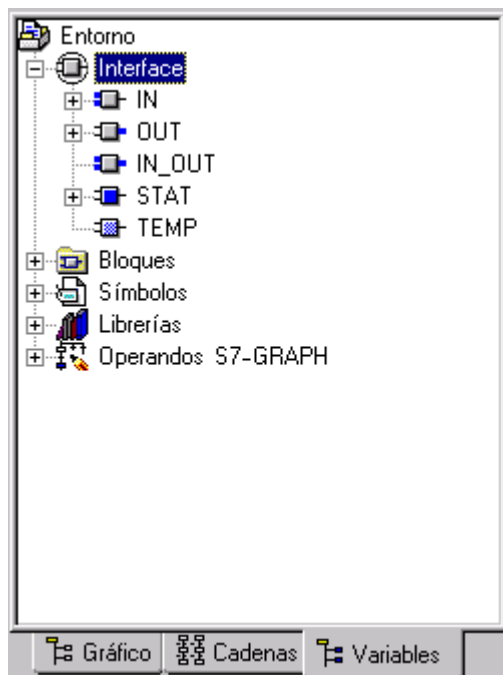 Entorno
Interface
IN
OUT
IN_OUT
STAT
TEMP
Bloques
Símbolos
Librerías
Operandos S7-GRAPH
Gráfico Cadenas Variables